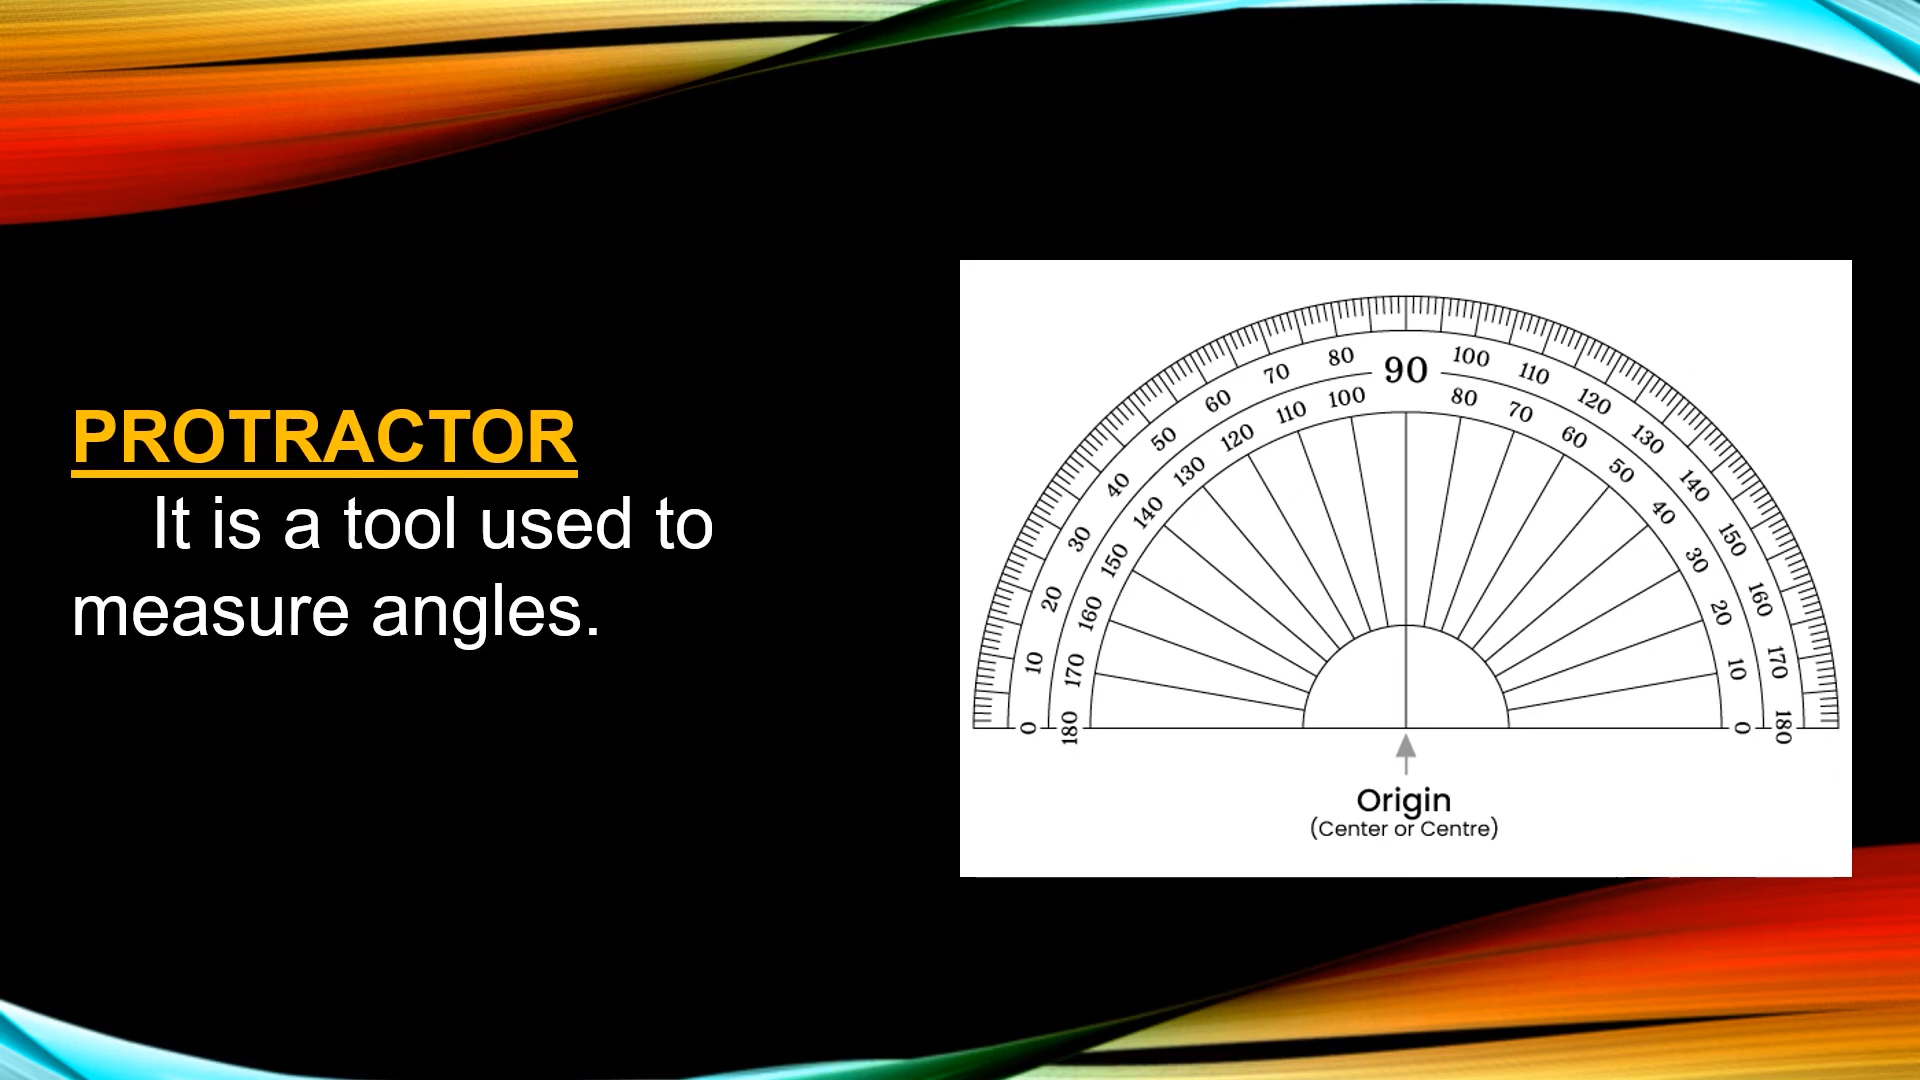 PROTRACTOR
It is a tool used to
measure angles.
0 10 20 30 40 50 60 70 80 90 100 110 120 130 140 150 160 170 180
180 170 160 150 140 130 120 110 100 80 70 60 50 40 30 20 10 0
Origin
(Center or Centre)